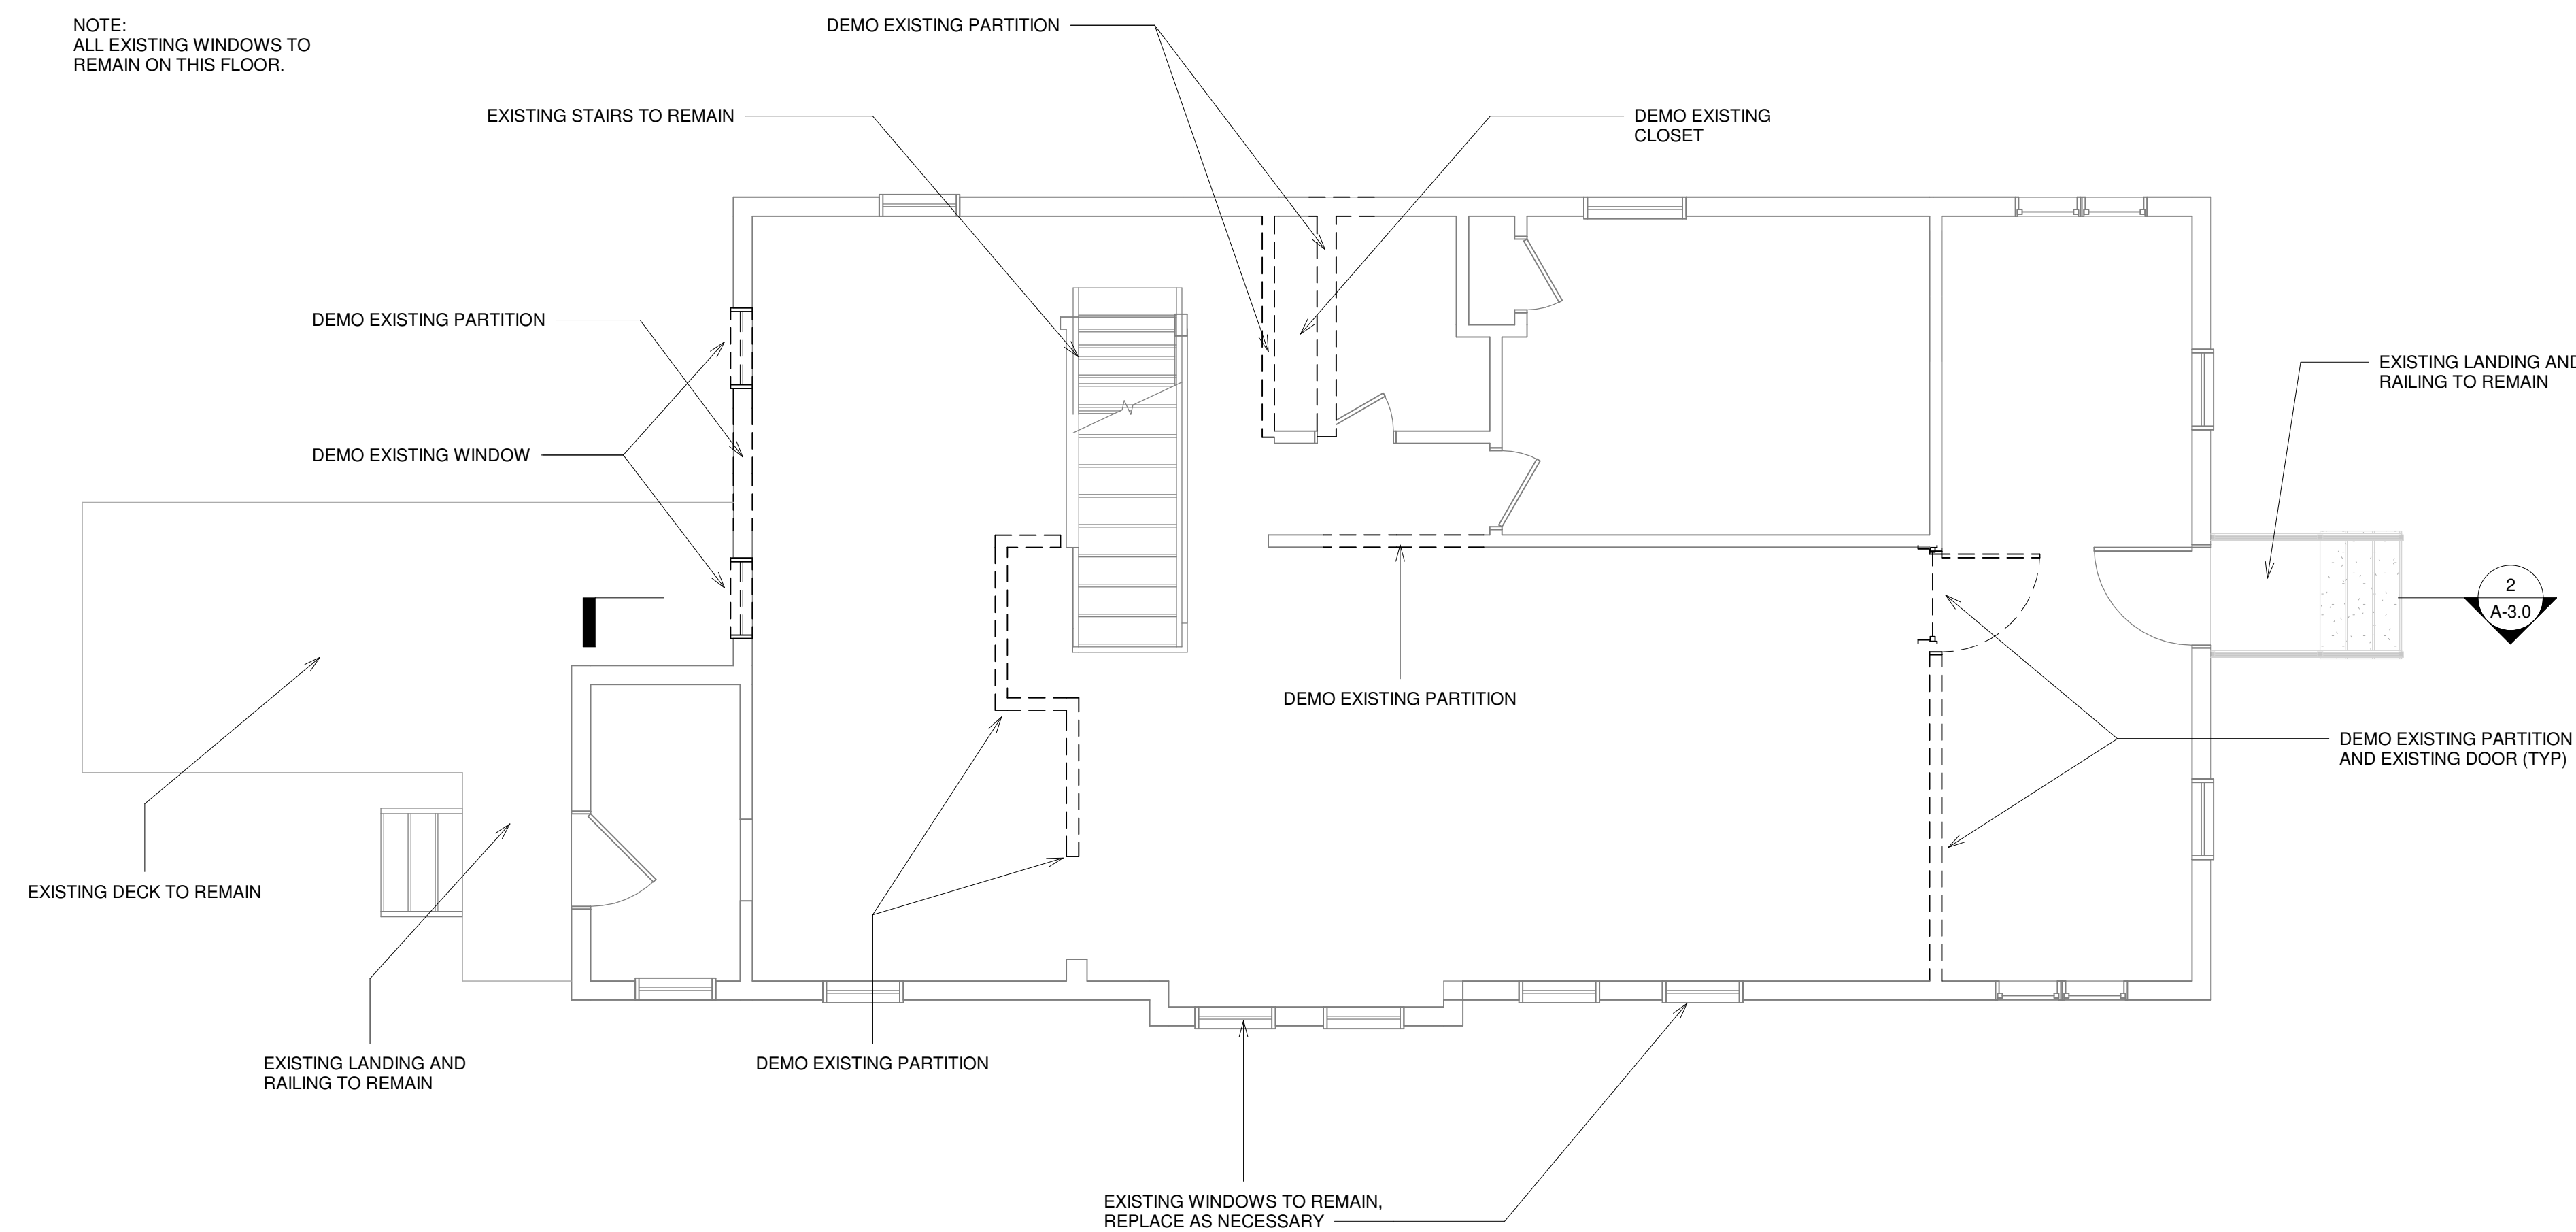 NOTE:
ALL EXISTING WINDOWS TO
REMAIN ON THIS FLOOR.
DEMO EXISTING PARTITION
EXISTING STAIRS TO REMAIN
DEMO EXISTING
CLOSET
DEMO EXISTING PARTITION
EXISTING LANDING AND
RAILING TO REMAIN
DEMO EXISTING WINDOW
2
A-3.0
DEMO EXISTING PARTITION
DEMO EXISTING PARTITION
AND EXISTING DOOR (TYP)
EXISTING DECK TO REMAIN
EXISTING LANDING AND
RAILING TO REMAIN
DEMO EXISTING PARTITION
EXISTING WINDOWS TO REMAIN,
REPLACE AS NECESSARY